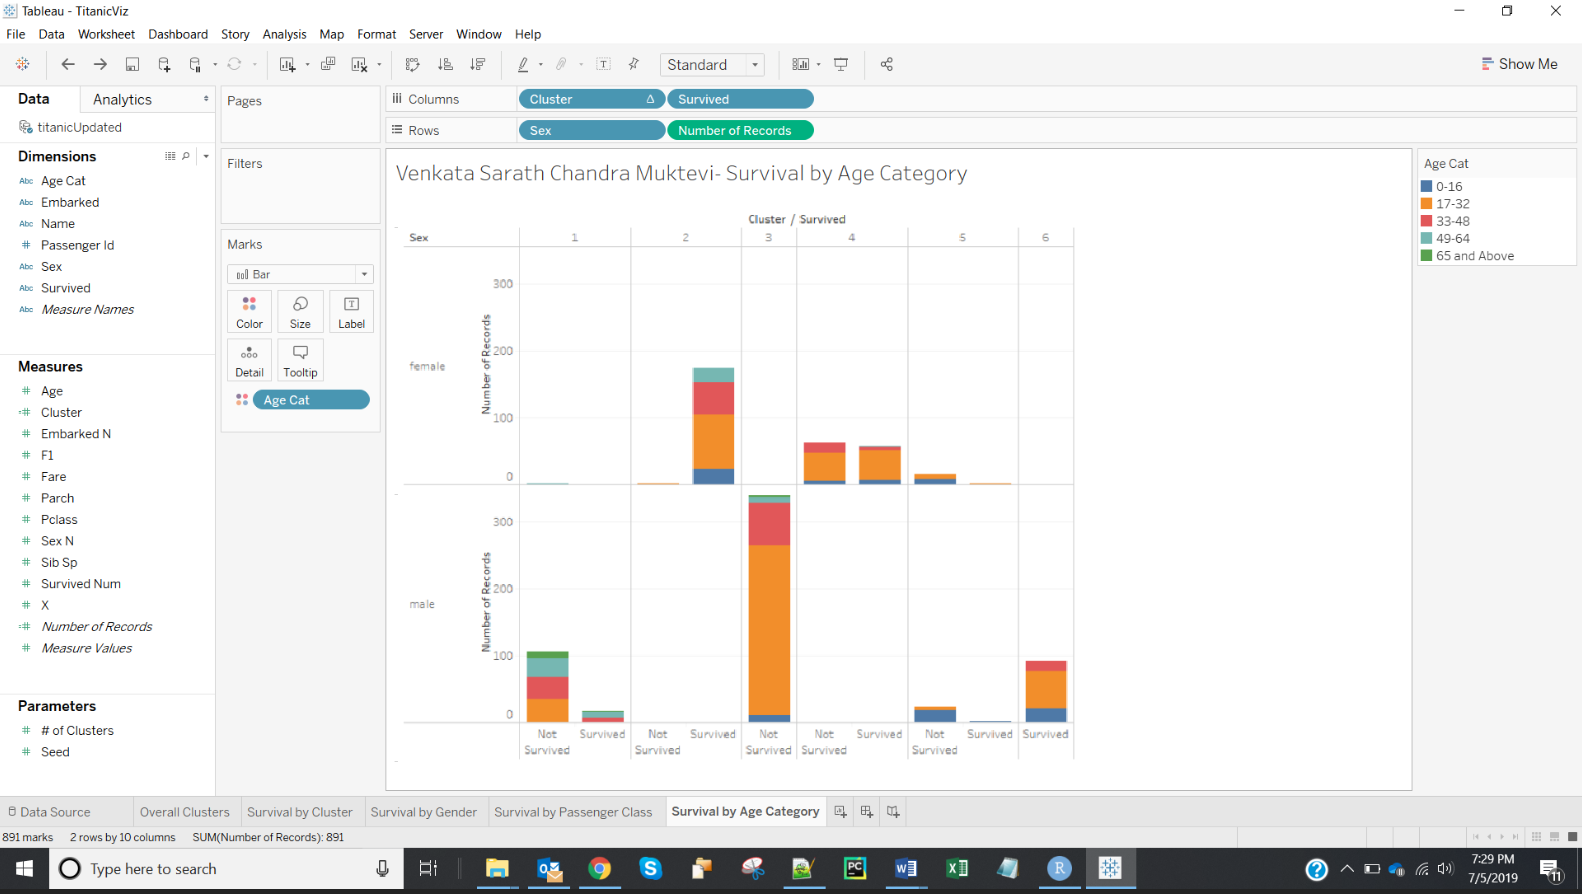 Tableau - TitanicViz
File Data Worksheet Dashboard Story Analysis Map Format Server Window Help
Standard
Show Me
Data Analytics
titanicUpdated
Dimensions
Abc Age Cat
Abc Embarked
Abc Name
# Passenger Id
Abc Sex
Abc Survived
Abc Measure Names
Measures
# Age
=# Cluster
# Embarked N
# F1
# Fare
# Parch
# Pclass
# Sex N
# Sib Sp
# Survived Num
# X
=# Number of Records
# Measure Values
Parameters
# # of Clusters
# Seed
Pages
Filters
Marks
Bar
Color Size Label
Detail Tooltip
Age Cat
Columns Cluster Δ Survived
Rows Sex Number of Records
Venkata Sarath Chandra Muktevi- Survival by Age Category
Cluster / Survived
Sex 1 2 3 4 5 6
female
Number of Records
300
200
100
0
male
Number of Records
300
200
100
0
Not Survived Survived Not Survived Survived Not Survived Not Survived Survived Not Survived Survived Survived
Age Cat
0-16
17-32
33-48
49-64
65 and Above
Data Source Overall Clusters Survival by Cluster Survival by Gender Survival by Passenger Class Survival by Age Category
891 marks 2 rows by 10 columns SUM(Number of Records): 891
Type here to search
7:29 PM
7/5/2019
11